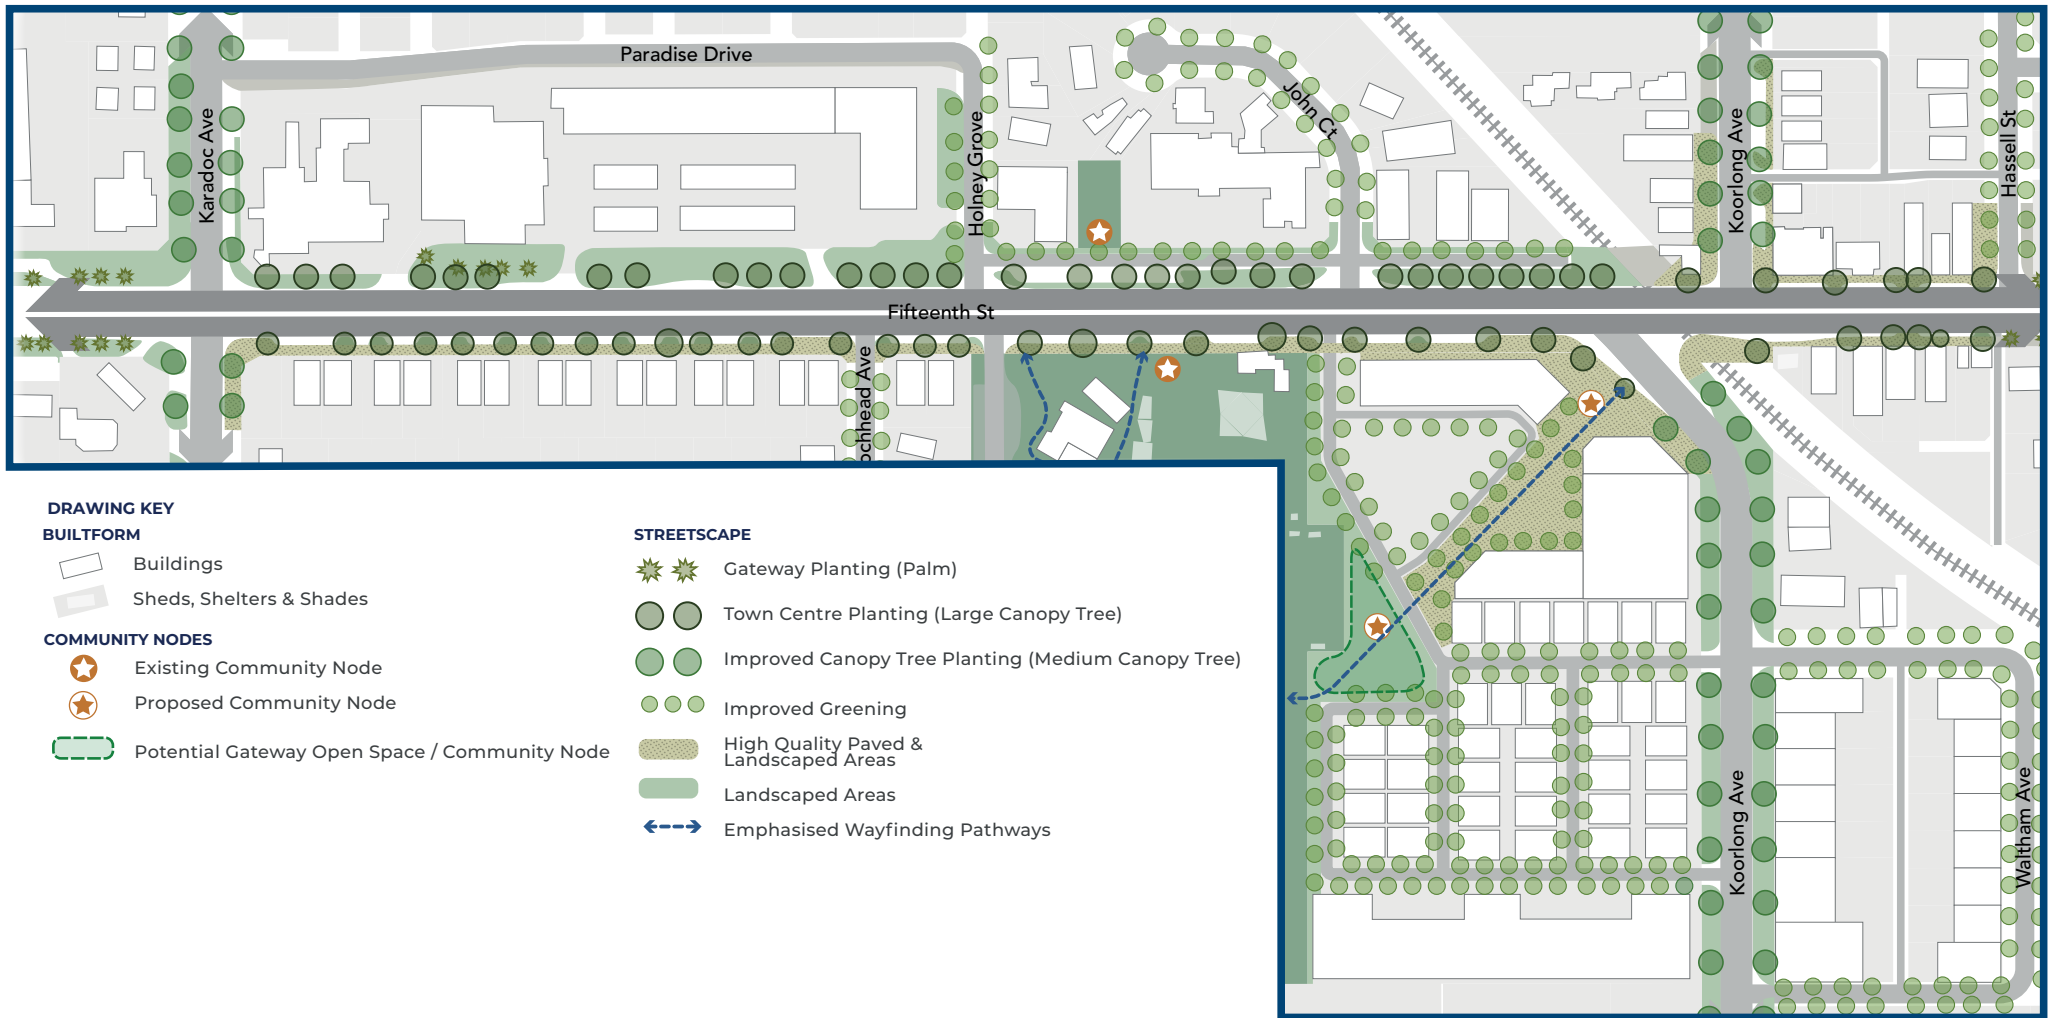 Paradise Drive
Karadoc Ave
Holney Grove
John Ct
Koorlong Ave
Hassell St
Fifteenth St
ochhead Ave
DRAWING KEY
BUILTFORM
Buildings
Sheds, Shelters & Shades
COMMUNITY NODES
Existing Community Node
Proposed Community Node
Potential Gateway Open Space / Community Node
STREETSCAPE
Gateway Planting (Palm)
Town Centre Planting (Large Canopy Tree)
Improved Canopy Tree Planting (Medium Canopy Tree)
Improved Greening
High Quality Paved &
Landscaped Areas
Landscaped Areas
Emphasised Wayfinding Pathways
Koorlong Ave
Waltham Ave